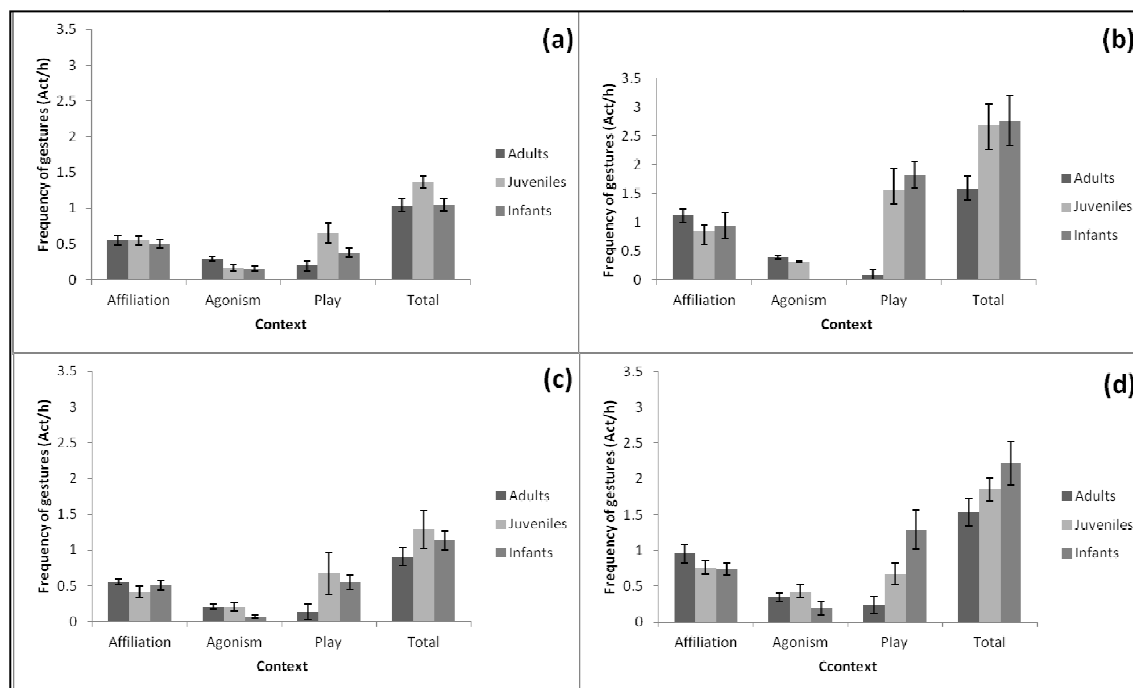 (a)
Frequency of gestures (Act/h)
3.5
3
2.5
2
1.5
1
0.5
0
Affiliation Agonism Play Total
Context
Adults
Juveniles
Infants
(b)
Frequency of gestures (Act/h)
3.5
3
2.5
2
1.5
1
0.5
0
Affiliation Agonism Play Total
Context
Adults
Juveniles
Infants
(c)
Frequency of gestures (Act/h)
3.5
3
2.5
2
1.5
1
0.5
0
Affiliation Agonism Play Total
Context
Adults
Juveniles
Infants
(d)
Frequency of gestures (Act/h)
3.5
3
2.5
2
1.5
1
0.5
0
Affiliation Agonism Play Total
Ccontext
Adults
Juveniles
Infants